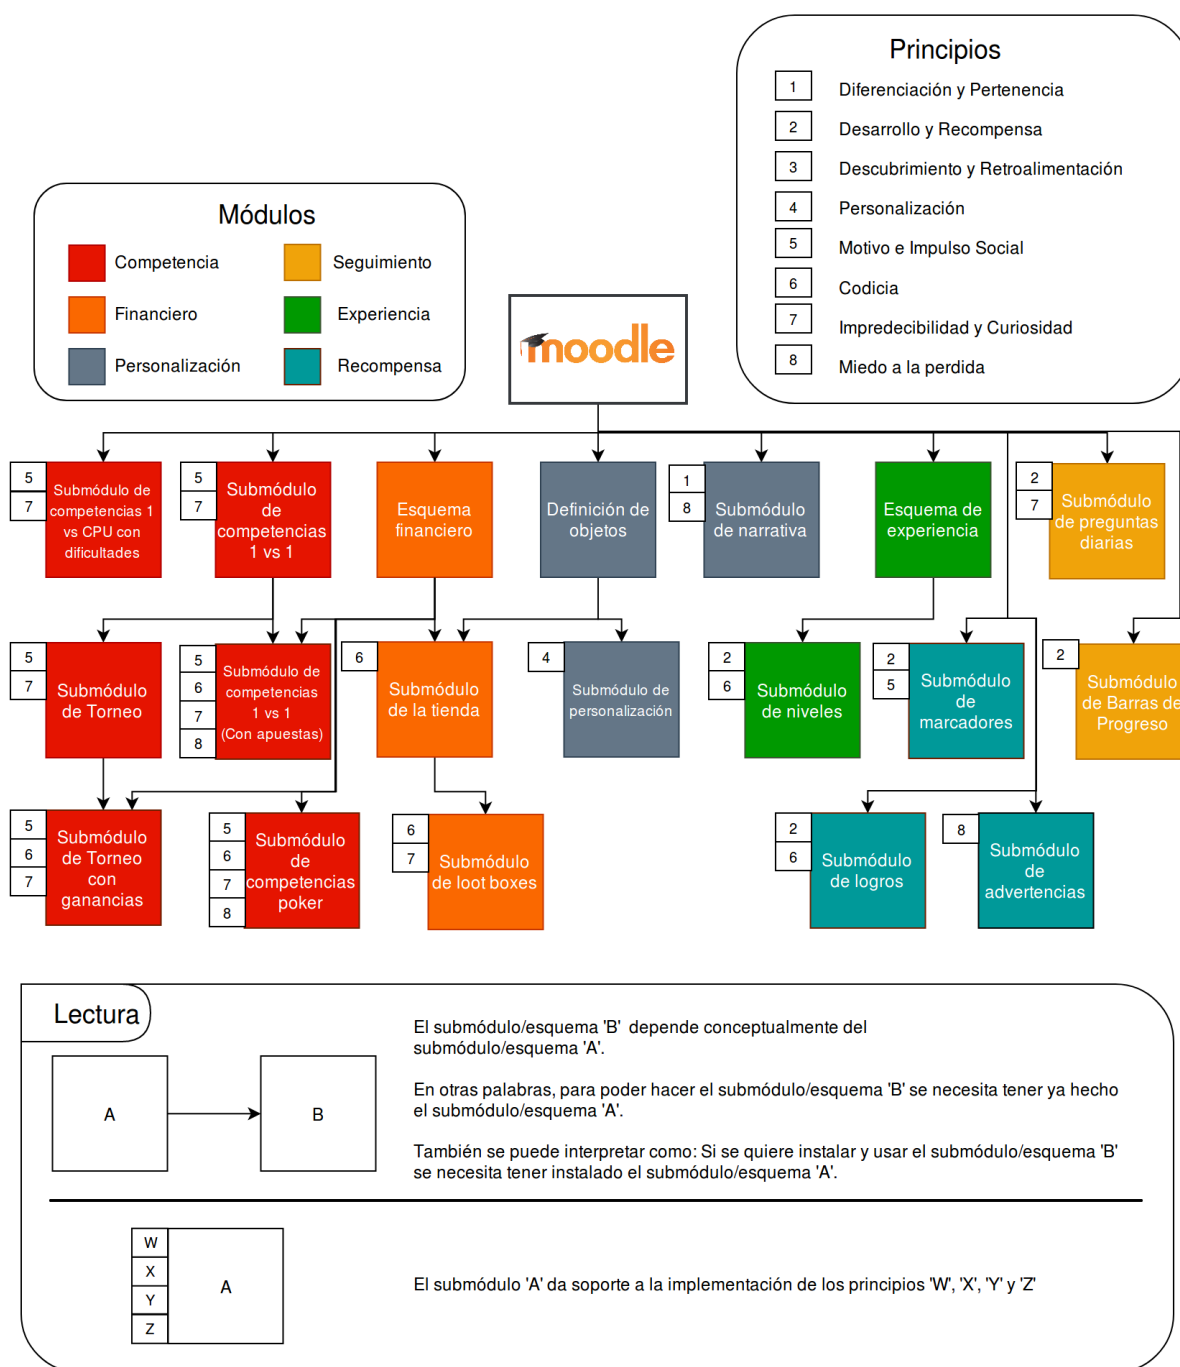 Principios
1 Diferenciación y Pertenencia
2 Desarrollo y Recompensa
3 Descubrimiento y Retroalimentación
4 Personalización
5 Motivo e Impulso Social
6 Codicia
7 Impredecibilidad y Curiosidad
8 Miedo a la perdida
Módulos
Competencia
Seguimiento
Financiero
Experiencia
Personalización
Recompensa
moodle
5
7
Submódulo de
competencias 1
vs CPU con
dificultades
5
7
Submódulo
de
competencias
1 vs 1
Esquema
financiero
Definición de
objetos
1
8
Submódulo
de narrativa
Esquema de
experiencia
2
7
Submódulo
de preguntas
diarias
5
7
Submódulo
de Torneo
5
6
7
8
Submódulo de
competencias
1 vs 1
(Con apuestas)
6
Submódulo
de la tienda
4
Submódulo de
personalización
2
6
Submódulo
de niveles
2
5
Submódulo
de
marcadores
2
Submódulo
de Barras de
Progreso
5
6
7
Submódulo
de Torneo
con
ganancias
5
6
7
8
Submódulo
de
competencias
poker
6
7
Submódulo
de loot boxes
2
6
Submódulo
de logros
8
Submódulo
de
advertencias
Lectura
A
B
El submódulo/esquema 'B' depende conceptualmente del
submódulo/esquema 'A'.
En otras palabras, para poder hacer el submódulo/esquema 'B' se necesita tener ya hecho
el submódulo/esquema 'A'.
También se puede interpretar como: Si se quiere instalar y usar el submódulo/esquema 'B'
se necesita tener instalado el submódulo/esquema 'A'.
W
X
Y
Z
A
El submódulo 'A' da soporte a la implementación de los principios 'W', 'X', 'Y' y 'Z'